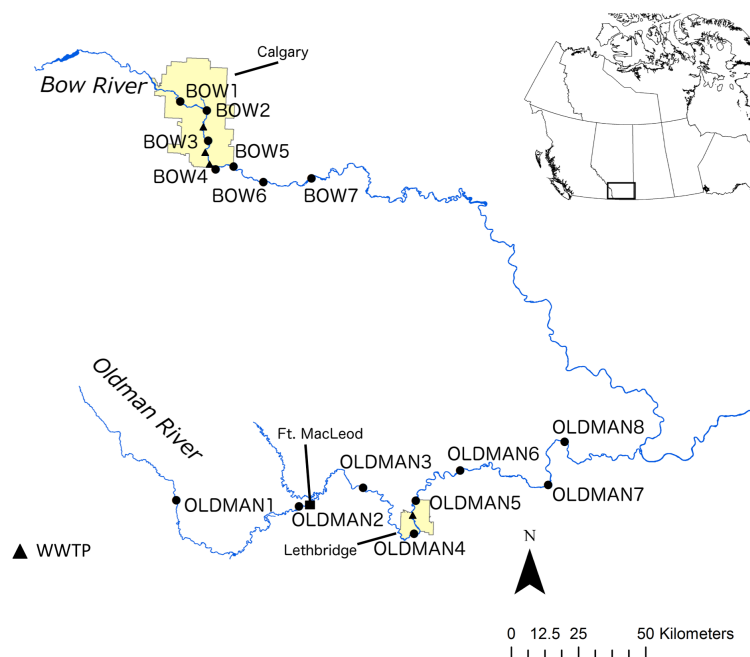 Calgary
Bow River
BOW1
BOW2
BOW3
BOW5
BOW4
BOW6
BOW7
Oldman River
Ft. MacLeod
OLDMAN8
OLDMAN3
OLDMAN6
OLDMAN1
OLDMAN2
OLDMAN5
OLDMAN7
Lethbridge
OLDMAN4
N
WWTP
0 12.5 25 50 Kilometers